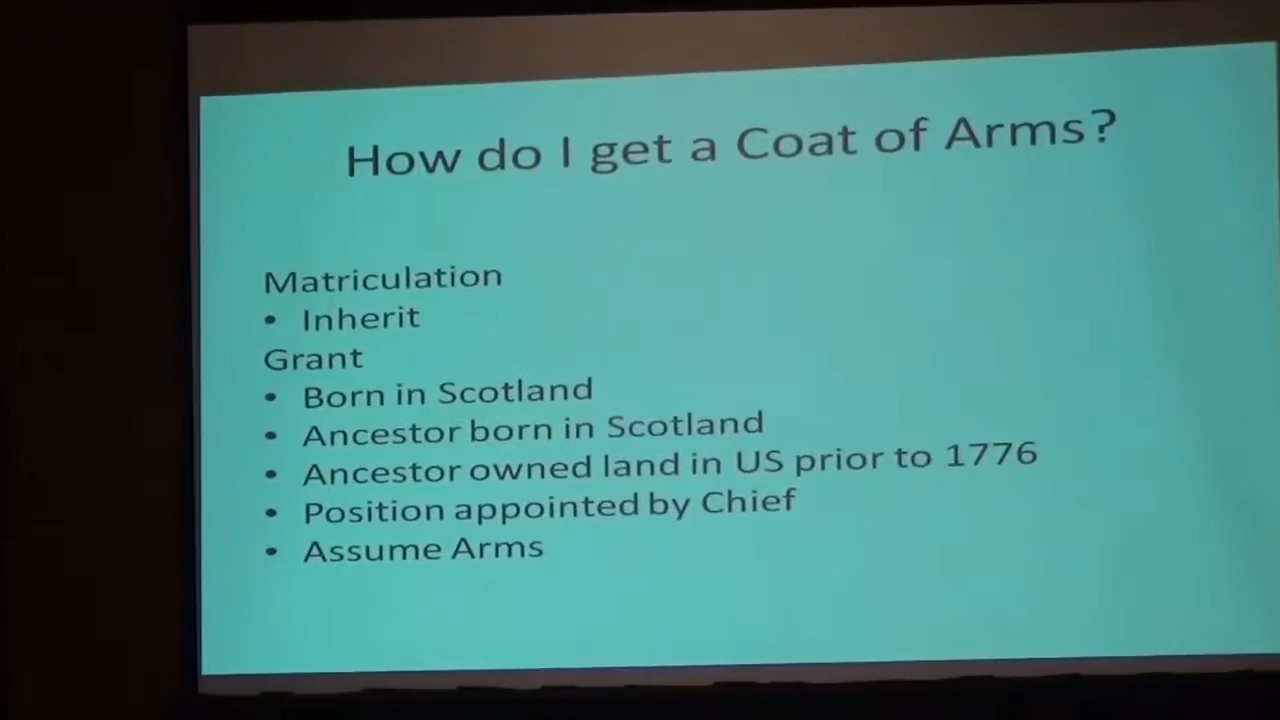 How do I get a Coat of Arms?
Matriculation
• Inherit
Grant
• Born in Scotland
• Ancestor born in Scotland
• Ancestor owned land in US prior to 1776
• Position appointed by Chief
• Assume Arms